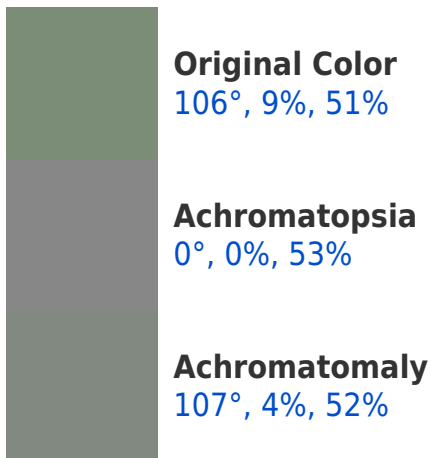 Original Color
106°, 9%, 51%
Achromatopsia
0°, 0%, 53%
Achromatomaly
107°, 4%, 52%